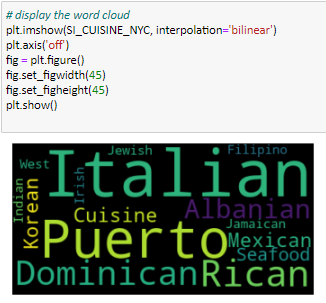 # display the word cloud
plt.imshow(SI_CUISINE_NYC, interpolation='bilinear')
plt.axis('off')
fig = plt.figure()
fig.set_figwidth(45)
fig.set_figheight(45)
plt.show()
Jewish
Filipino
West
Italian
Irish
Indian
Korean
Albanian
Cuisine
Jamaican
Puerto
Mexican
Seafood
Dominican
Rican